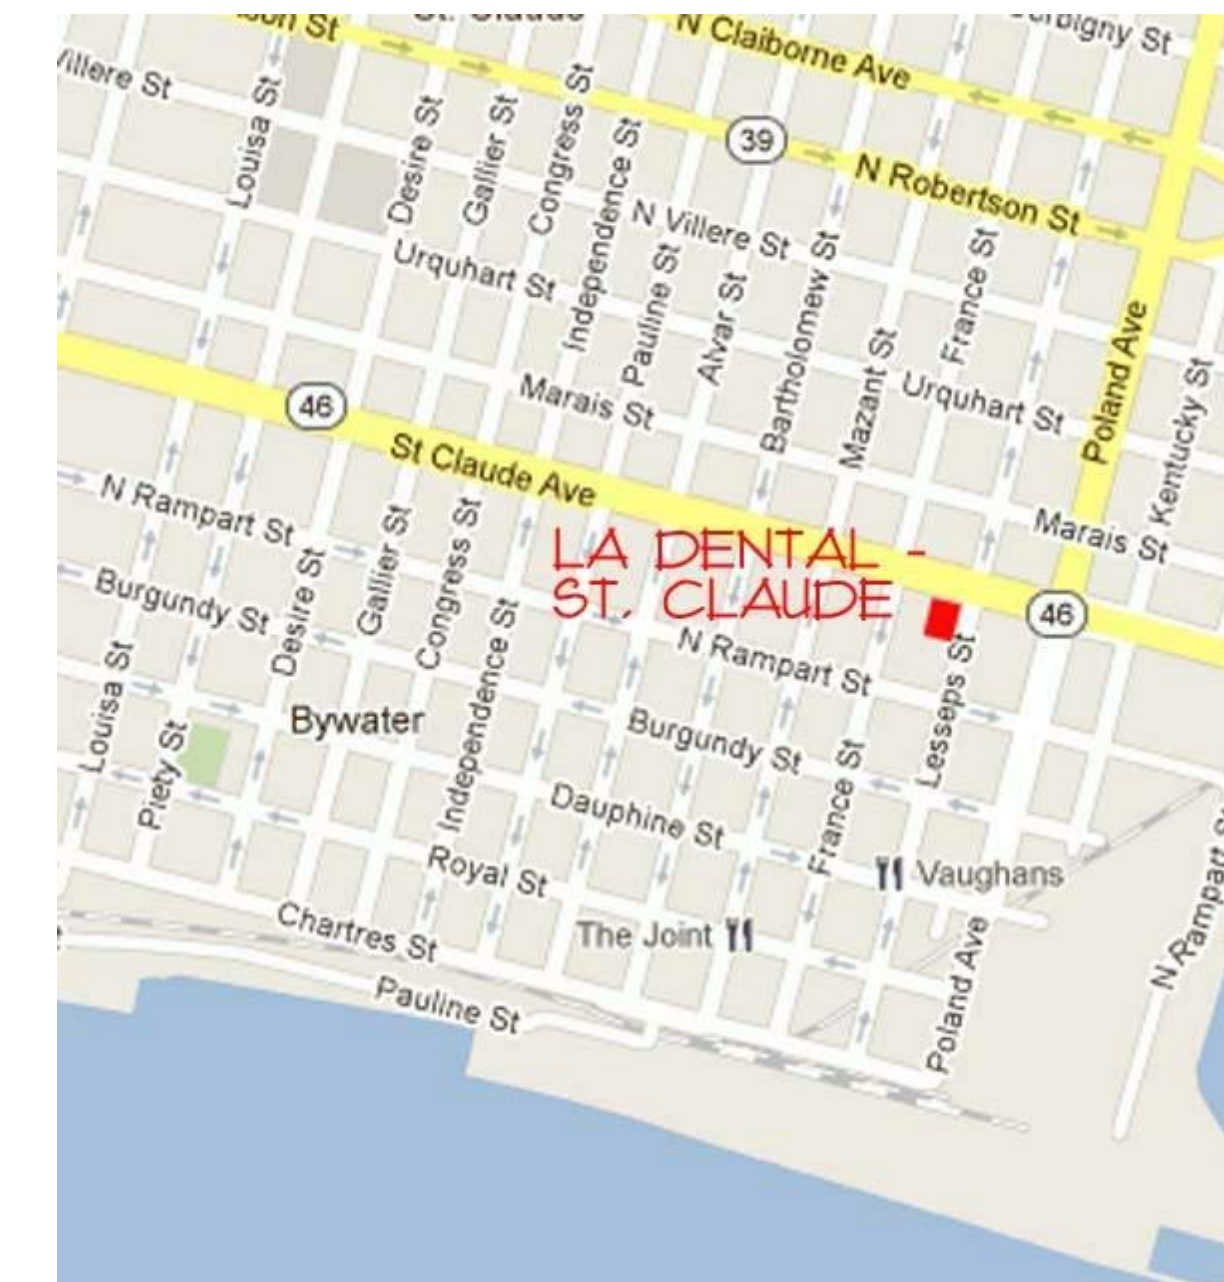 St. Claude
N Claiborne Ave
Villere St
Louisa St
Desire St
Gallier St
Congress St
Independence St
39
N Robertson St
N Villere St
Urquhart St
Pauline St
Alvar St
Bartholomew St
Mazant St
France St
Urquhart St
Poland Ave
Kentucky St
Marais St
46
St Claude Ave
Marais St
N Rampart St
Gallier St
Congress St
LA DENTAL -
ST. CLAUDE
46
Burgundy St
Desire St
Independence St
N Rampart St
Lesseps St
Louisa St
Piety St
Bywater
Burgundy St
France St
Dauphine St
Royal St
Vaughans
The Joint
Chartres St
Pauline St
Poland Ave
N Rampart St